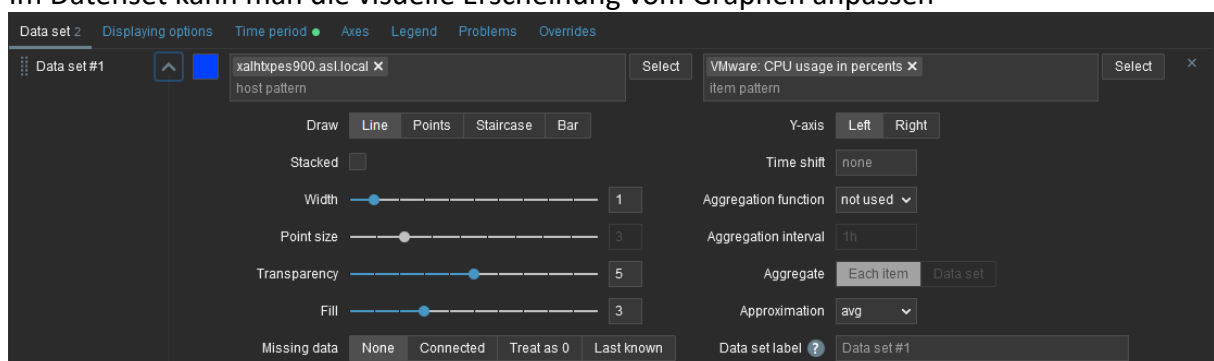 Im Datenset kann man die visuelle Erscheinung vom Graphen anpassen
Data set 2 Displaying options Time period Axes Legend Problems Overrides
Data set #1 xalhtxpes900.asl.local × Select VMware: CPU usage in percents × Select ×
host pattern item pattern
Draw Line Points Staircase Bar Y-axis Left Right
Stacked Time shift none
Width 1 Aggregation function not used
Point size 3 Aggregation interval 1h
Transparency 5 Aggregate Each item Data set
Fill 3 Approximation avg
Missing data None Connected Treat as 0 Last known Data set label ? Data set #1